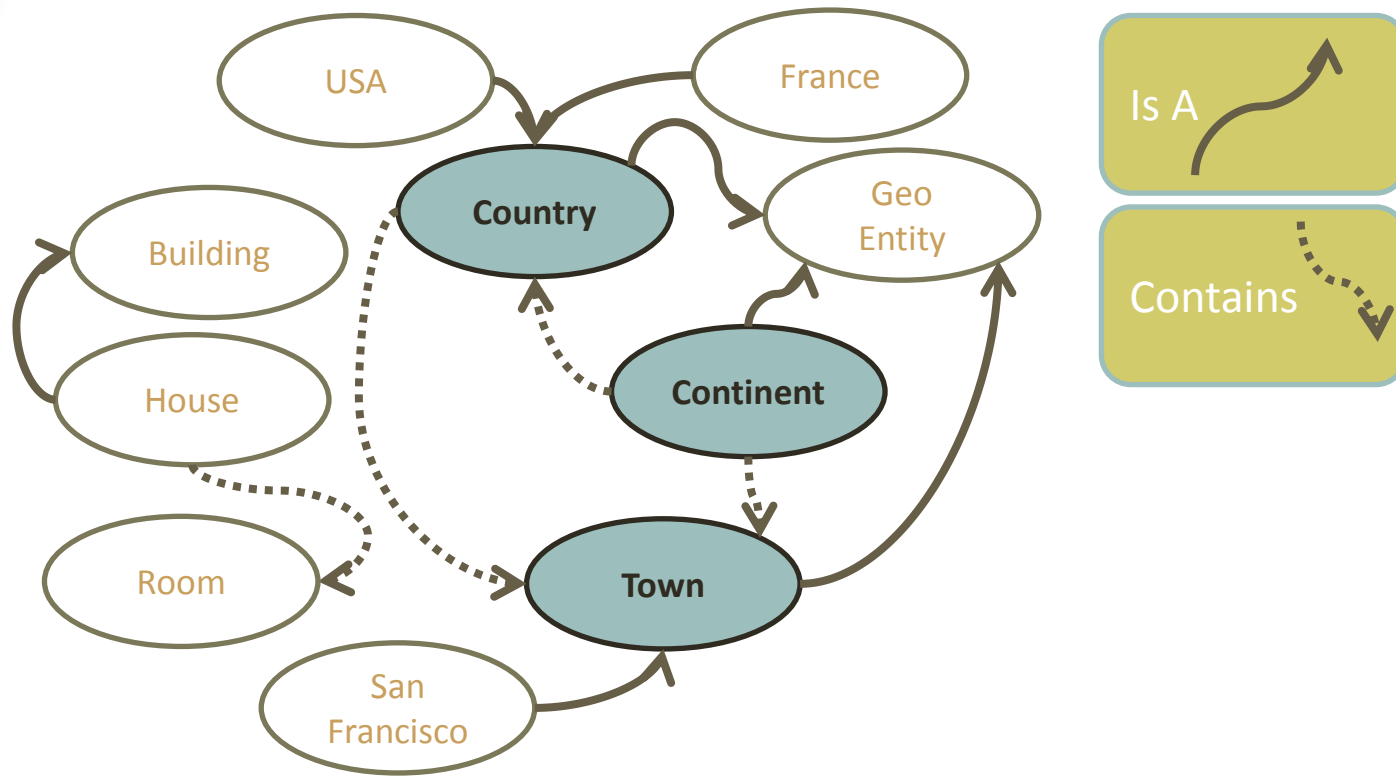 USA
France
Is A
Country
Geo
Entity
Building
Contains
Continent
House
Room
Town
San
Francisco